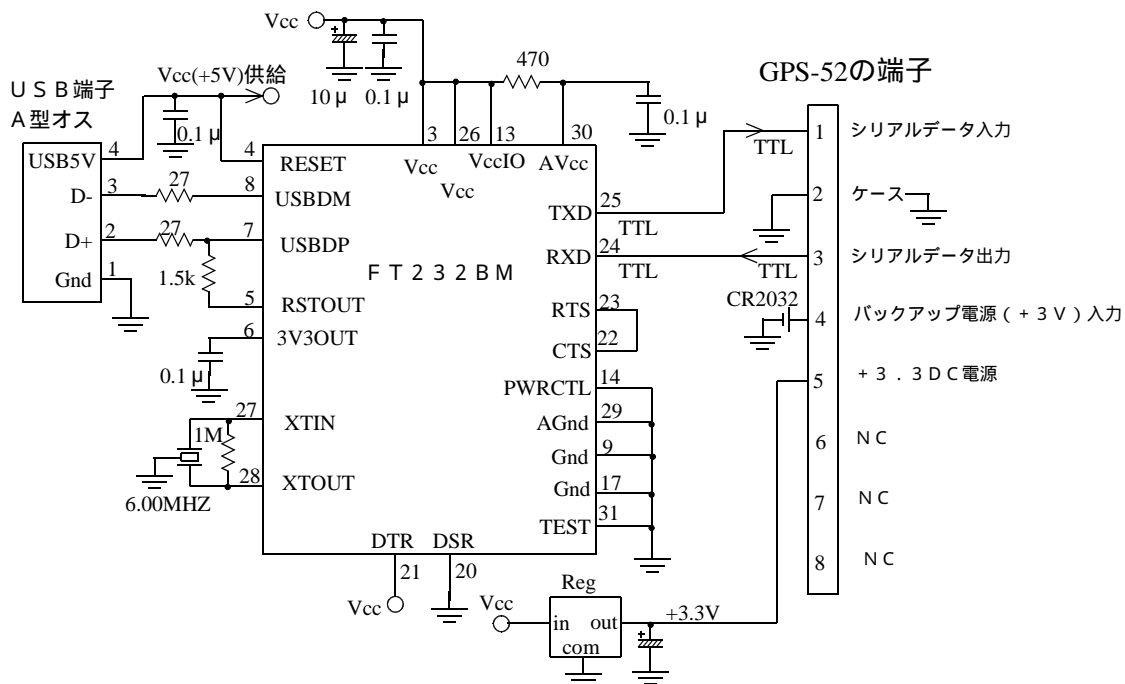 Vcc
10μ
0.1μ
470
0.1μ
GPS-52の端子
USB端子
A型オス
Vcc(+5V)供給
0.1μ
USB5V
4
D-
3
D+
2
Gnd
1
27
27
1.5k
4
RESET
8
USBDM
7
USBDP
5
RSTOUT
6
3V3OUT
0.1μ
27
XTIN
1M
28
XTOUT
6.00MHZ
FT232BM
3
26
13
30
Vcc
Vcc
VccIO
AVcc
TXD
25
TTL
TTL
RXD
24
TTL
TTL
RTS
23
CTS
22
PWRCTL
14
AGnd
29
Gnd
9
Gnd
17
TEST
31
DTR
21
Vcc
DSR
20
1
シリアルデータ入力
2
ケース
3
シリアルデータ出力
CR2032
4
バックアップ電源(+3V)入力
5
+3.3DC電源
6
NC
7
NC
8
NC
Reg
Vcc
in
out
com
+3.3V
+
+